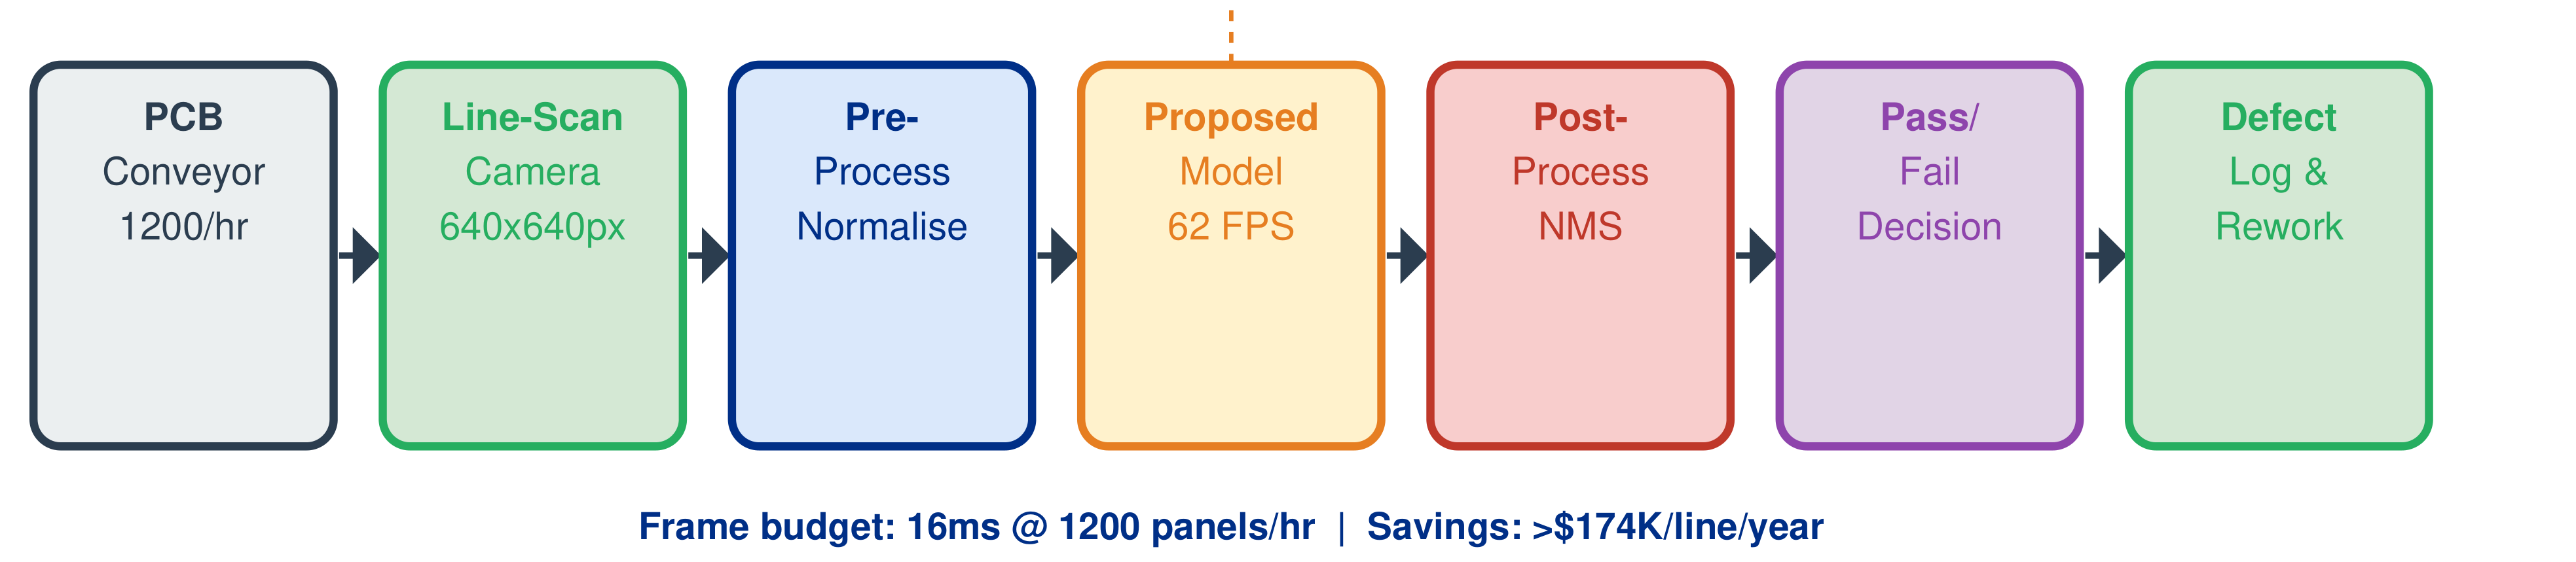 PCB
Conveyor
1200/hr
Line-Scan
Camera
640x640px
Pre-
Process
Normalise
Proposed
Model
62 FPS
Post-
Process
NMS
Pass/
Fail
Decision
Defect
Log &
Rework
Frame budget: 16ms @ 1200 panels/hr | Savings: >$174K/line/year